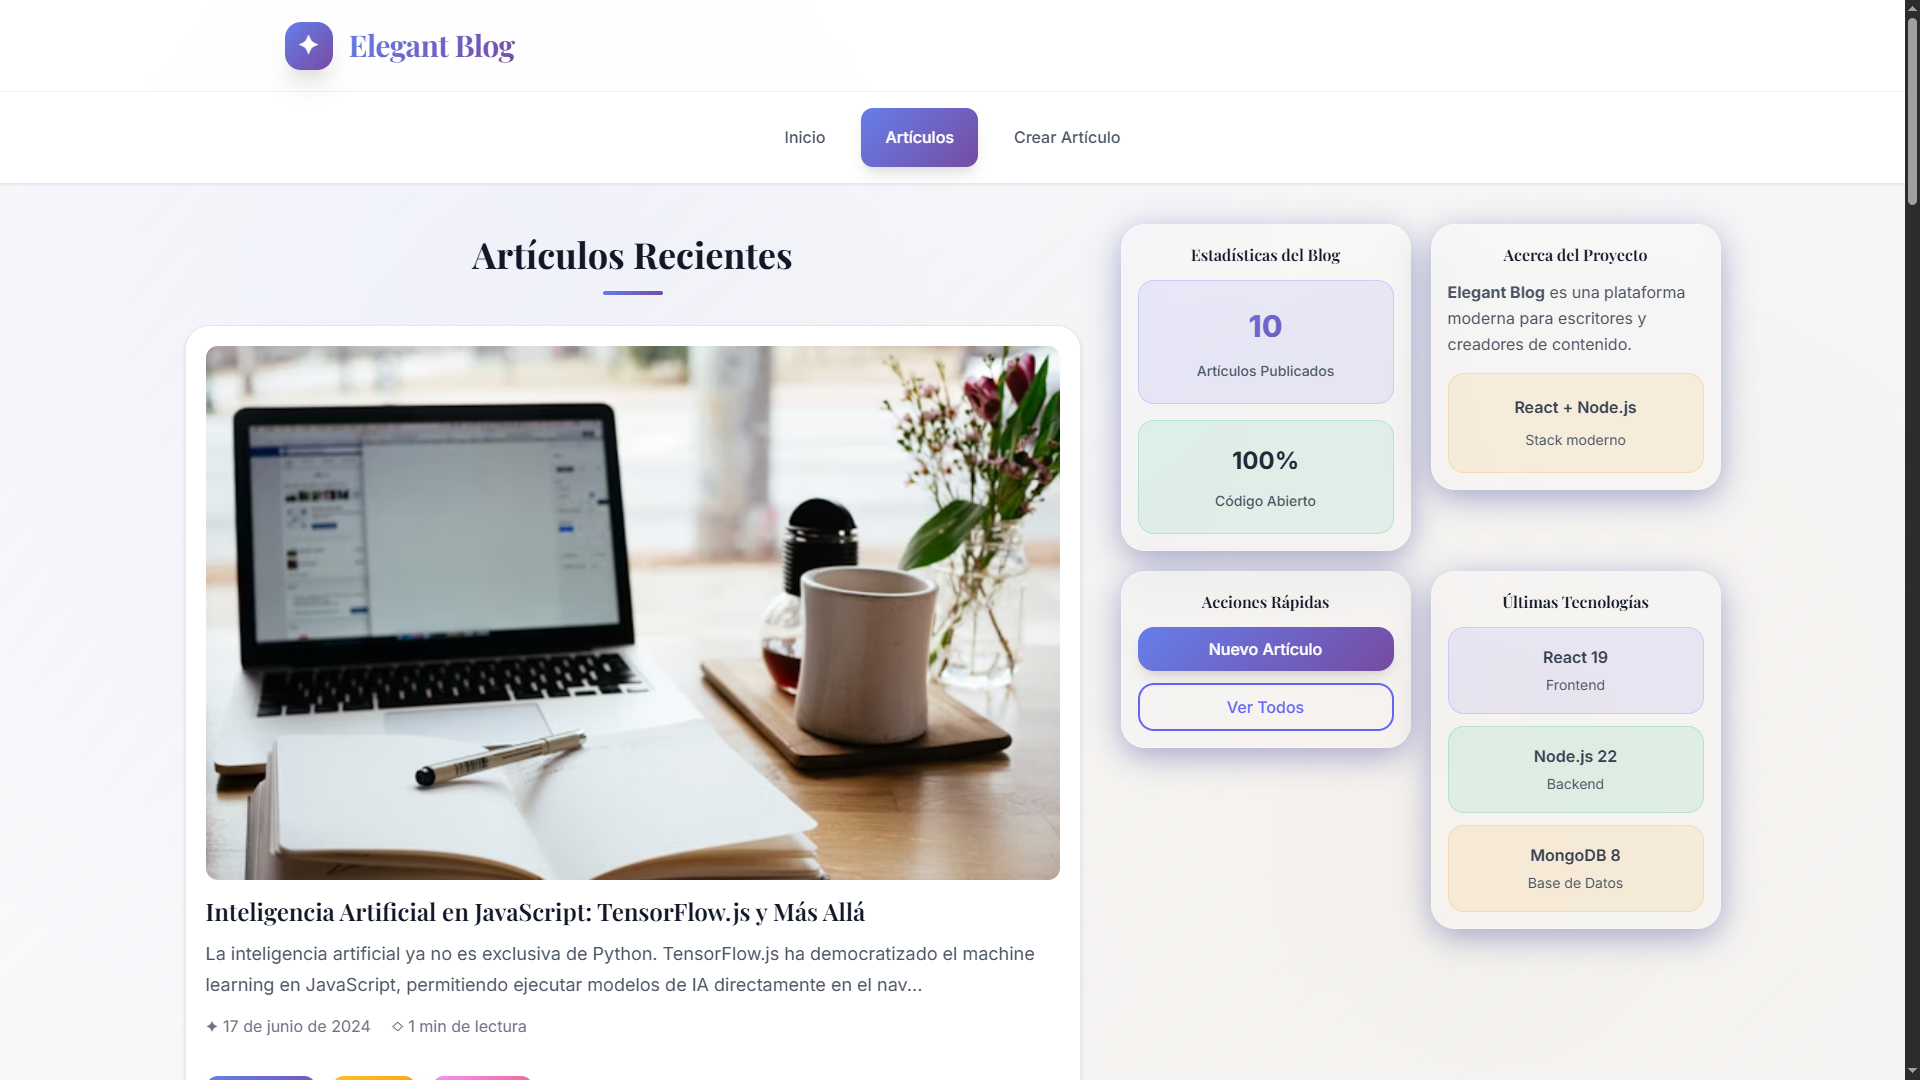 Elegant Blog
Inicio
Artículos
Crear Artículo
Artículos Recientes
Inteligencia Artificial en JavaScript: TensorFlow.js y Más Allá
La inteligencia artificial ya no es exclusiva de Python. TensorFlow.js ha democratizado el machine
learning en JavaScript, permitiendo ejecutar modelos de IA directamente en el nav...
✦ 17 de junio de 2024
◇ 1 min de lectura
Estadísticas del Blog
10
Artículos Publicados
100%
Código Abierto
Acerca del Proyecto
Elegant Blog es una plataforma
moderna para escritores y
creadores de contenido.
React + Node.js
Stack moderno
Acciones Rápidas
Nuevo Artículo
Ver Todos
Últimas Tecnologías
React 19
Frontend
Node.js 22
Backend
MongoDB 8
Base de Datos